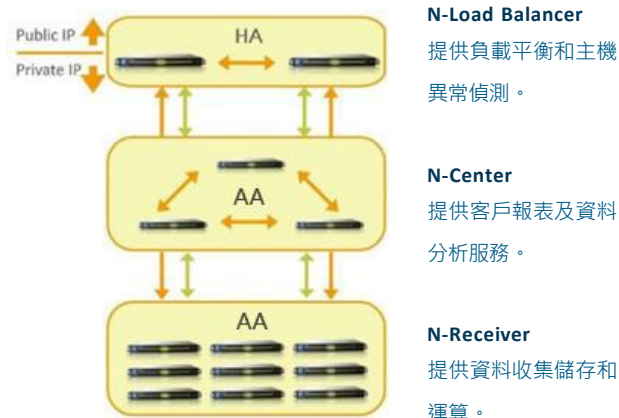 Public IP
Private IP
HA
N-Load Balancer
提供負載平衡和主機
異常偵測。
AA
N-Center
提供客戶報表及資料
分析服務。
AA
N-Receiver
提供資料收集儲存和
運算。